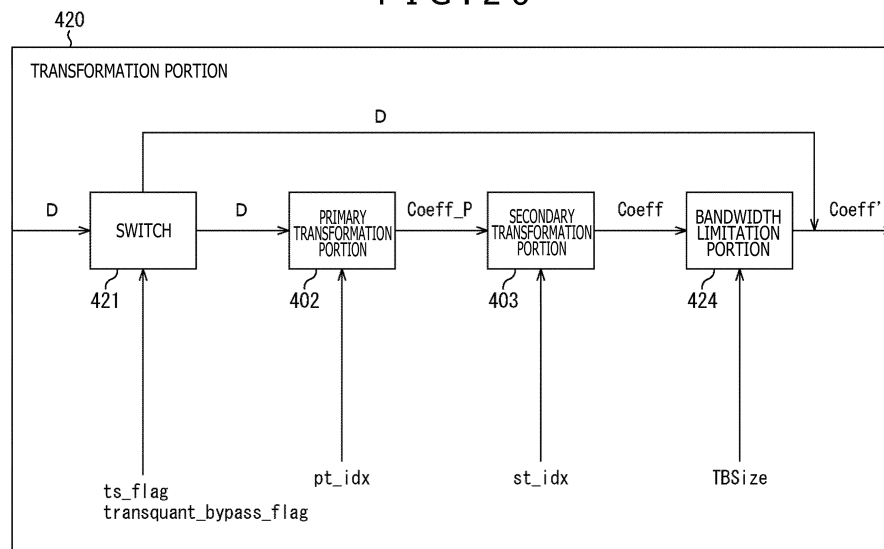 420
TRANSFORMATION PORTION
D
D
SWITCH
D
PRIMARY
TRANSFORMATION
PORTION
Coeff_P
SECONDARY
TRANSFORMATION
PORTION
Coeff
BANDWIDTH
LIMITATION
PORTION
Coeff'
421
402
403
424
ts_flag
transquant_bypass_flag
pt_idx
st_idx
TBSize